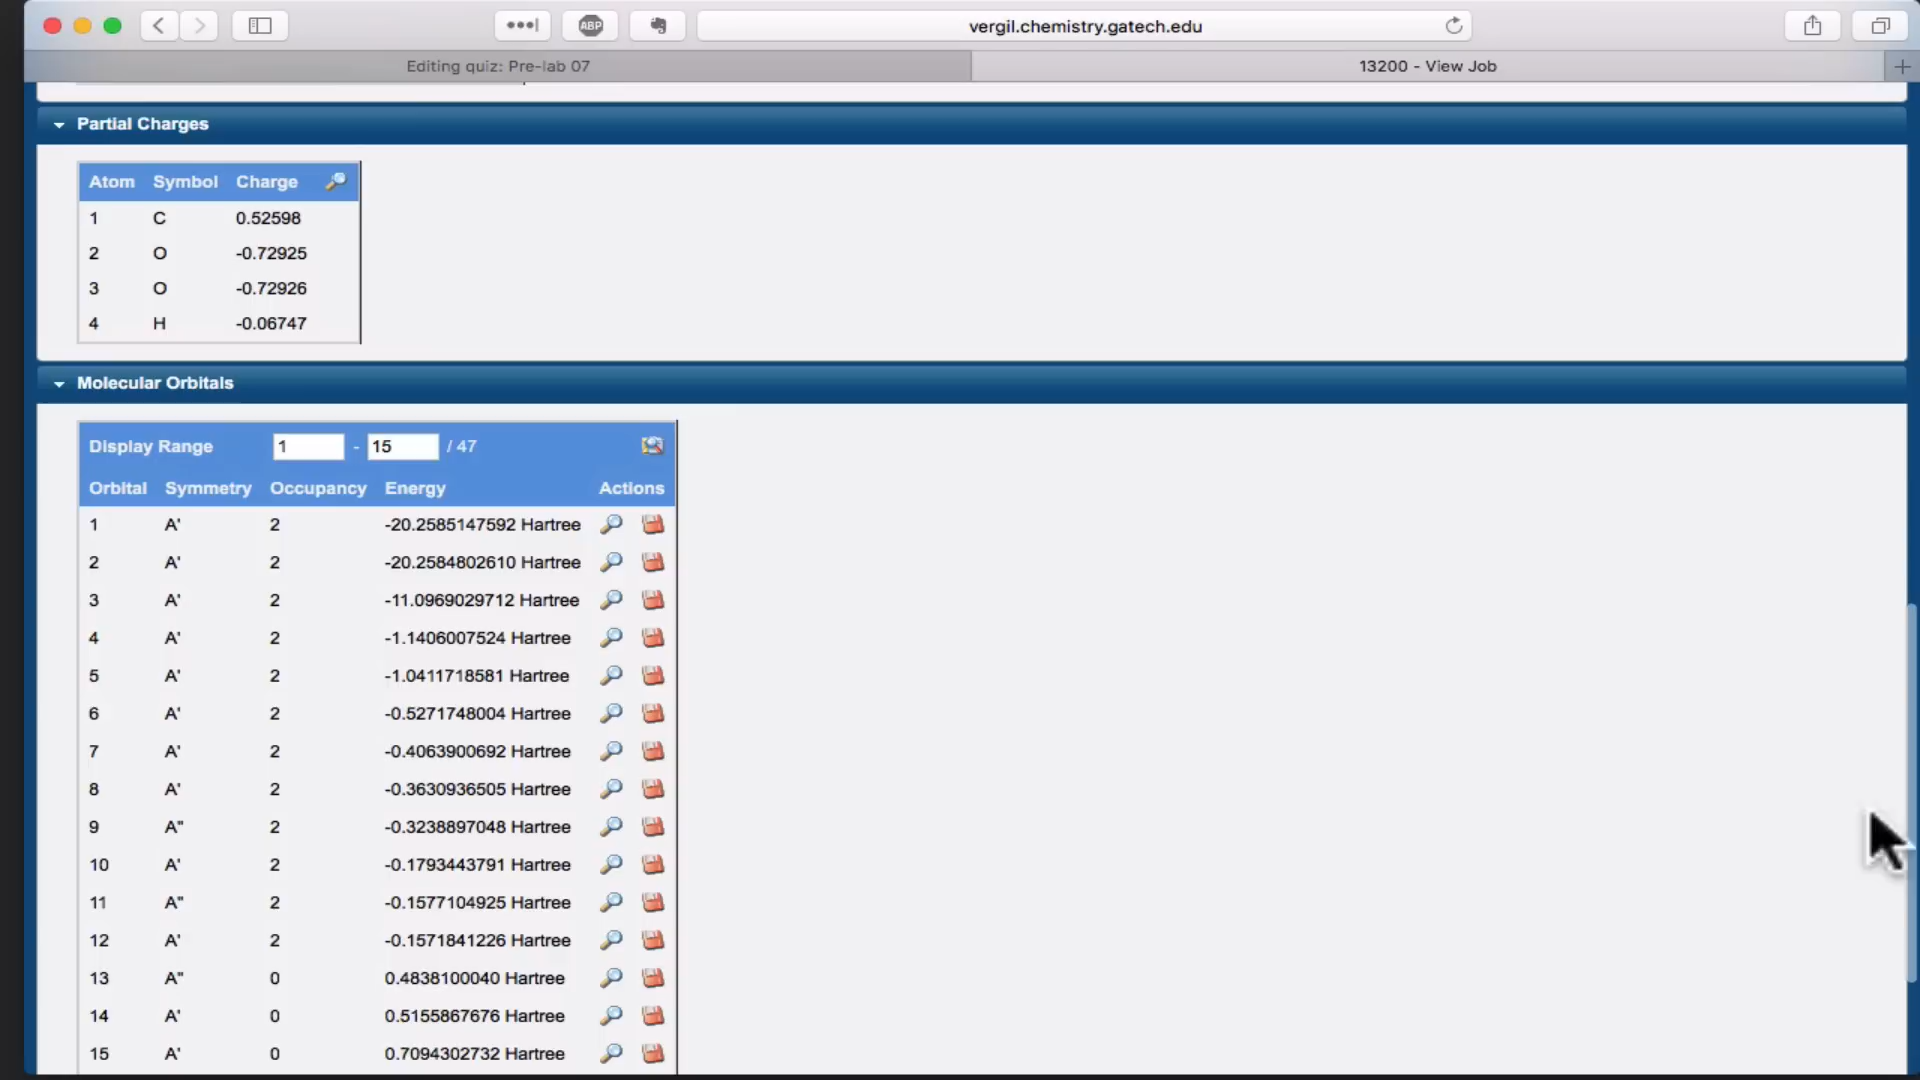 ABP
vergil.chemistry.gatech.edu
Editing quiz: Pre-lab 07
13200 - View Job
Partial Charges
Atom Symbol Charge
1 C 0.52598
2 O -0.72925
3 O -0.72926
4 H -0.06747
Molecular Orbitals
Display Range 1 - 15 / 47
Orbital Symmetry Occupancy Energy Actions
1 A' 2 -20.2585147592 Hartree
2 A' 2 -20.2584802610 Hartree
3 A' 2 -11.0969029712 Hartree
4 A' 2 -1.1406007524 Hartree
5 A' 2 -1.0411718581 Hartree
6 A' 2 -0.5271748004 Hartree
7 A' 2 -0.4063900692 Hartree
8 A' 2 -0.3630936505 Hartree
9 A" 2 -0.3238897048 Hartree
10 A' 2 -0.1793443791 Hartree
11 A" 2 -0.1577104925 Hartree
12 A' 2 -0.1571841226 Hartree
13 A" 0 0.4838100040 Hartree
14 A' 0 0.5155867676 Hartree
15 A' 0 0.7094302732 Hartree